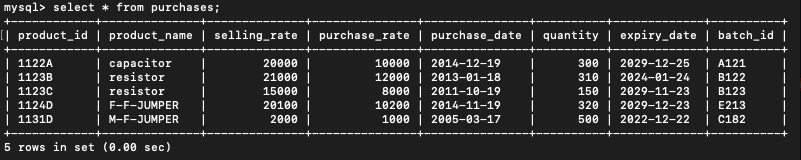 mysql> select * from purchases;
+------------+--------------+--------------+---------------+---------------+----------+-------------+----------+
| product_id | product_name | selling_rate | purchase_rate | purchase_date | quantity | expiry_date | batch_id |
+------------+--------------+--------------+---------------+---------------+----------+-------------+----------+
| 1122A | capacitor | 20000 | 10000 | 2014-12-19 | 300 | 2029-12-25 | A121 |
| 1123B | resistor | 21000 | 12000 | 2013-01-18 | 310 | 2024-01-24 | B122 |
| 1123C | resistor | 15000 | 8000 | 2011-10-19 | 150 | 2029-11-23 | B123 |
| 1124D | F-F-JUMPER | 20100 | 10200 | 2014-11-19 | 320 | 2029-12-23 | E213 |
| 1131D | M-F-JUMPER | 2000 | 1000 | 2005-03-17 | 500 | 2022-12-22 | C182 |
+------------+--------------+--------------+---------------+---------------+----------+-------------+----------+
5 rows in set (0.00 sec)